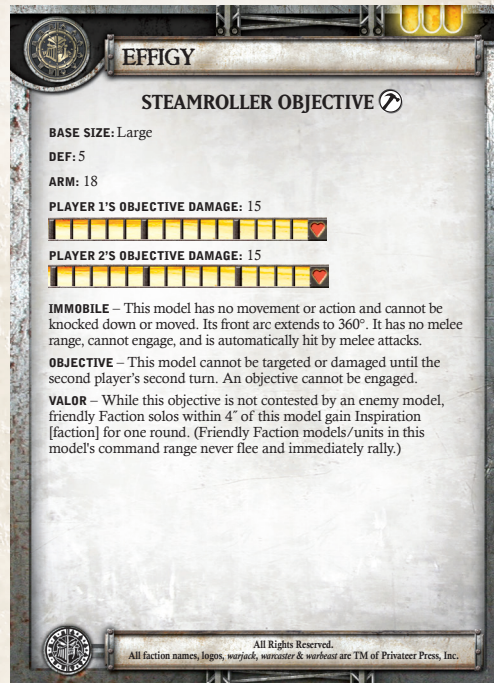 EFFIGY
STEAMROLLER OBJECTIVE
BASE SIZE: Large
DEF: 5
ARM: 18
PLAYER 1'S OBJECTIVE DAMAGE: 15
PLAYER 2'S OBJECTIVE DAMAGE: 15
IMMOBILE – This model has no movement or action and cannot be
knocked down or moved. Its front arc extends to 360°. It has no melee
range, cannot engage, and is automatically hit by melee attacks.
OBJECTIVE – This model cannot be targeted or damaged until the
second player's second turn. An objective cannot be engaged.
VALOR – While this objective is not contested by an enemy model,
friendly Faction solos within 4˝ of this model gain Inspiration
[faction] for one round. (Friendly Faction models/units in this
model's command range never flee and immediately rally.)
All Rights Reserved.
All faction names, logos, warjack, warcaster & warbeast are TM of Privateer Press, Inc.